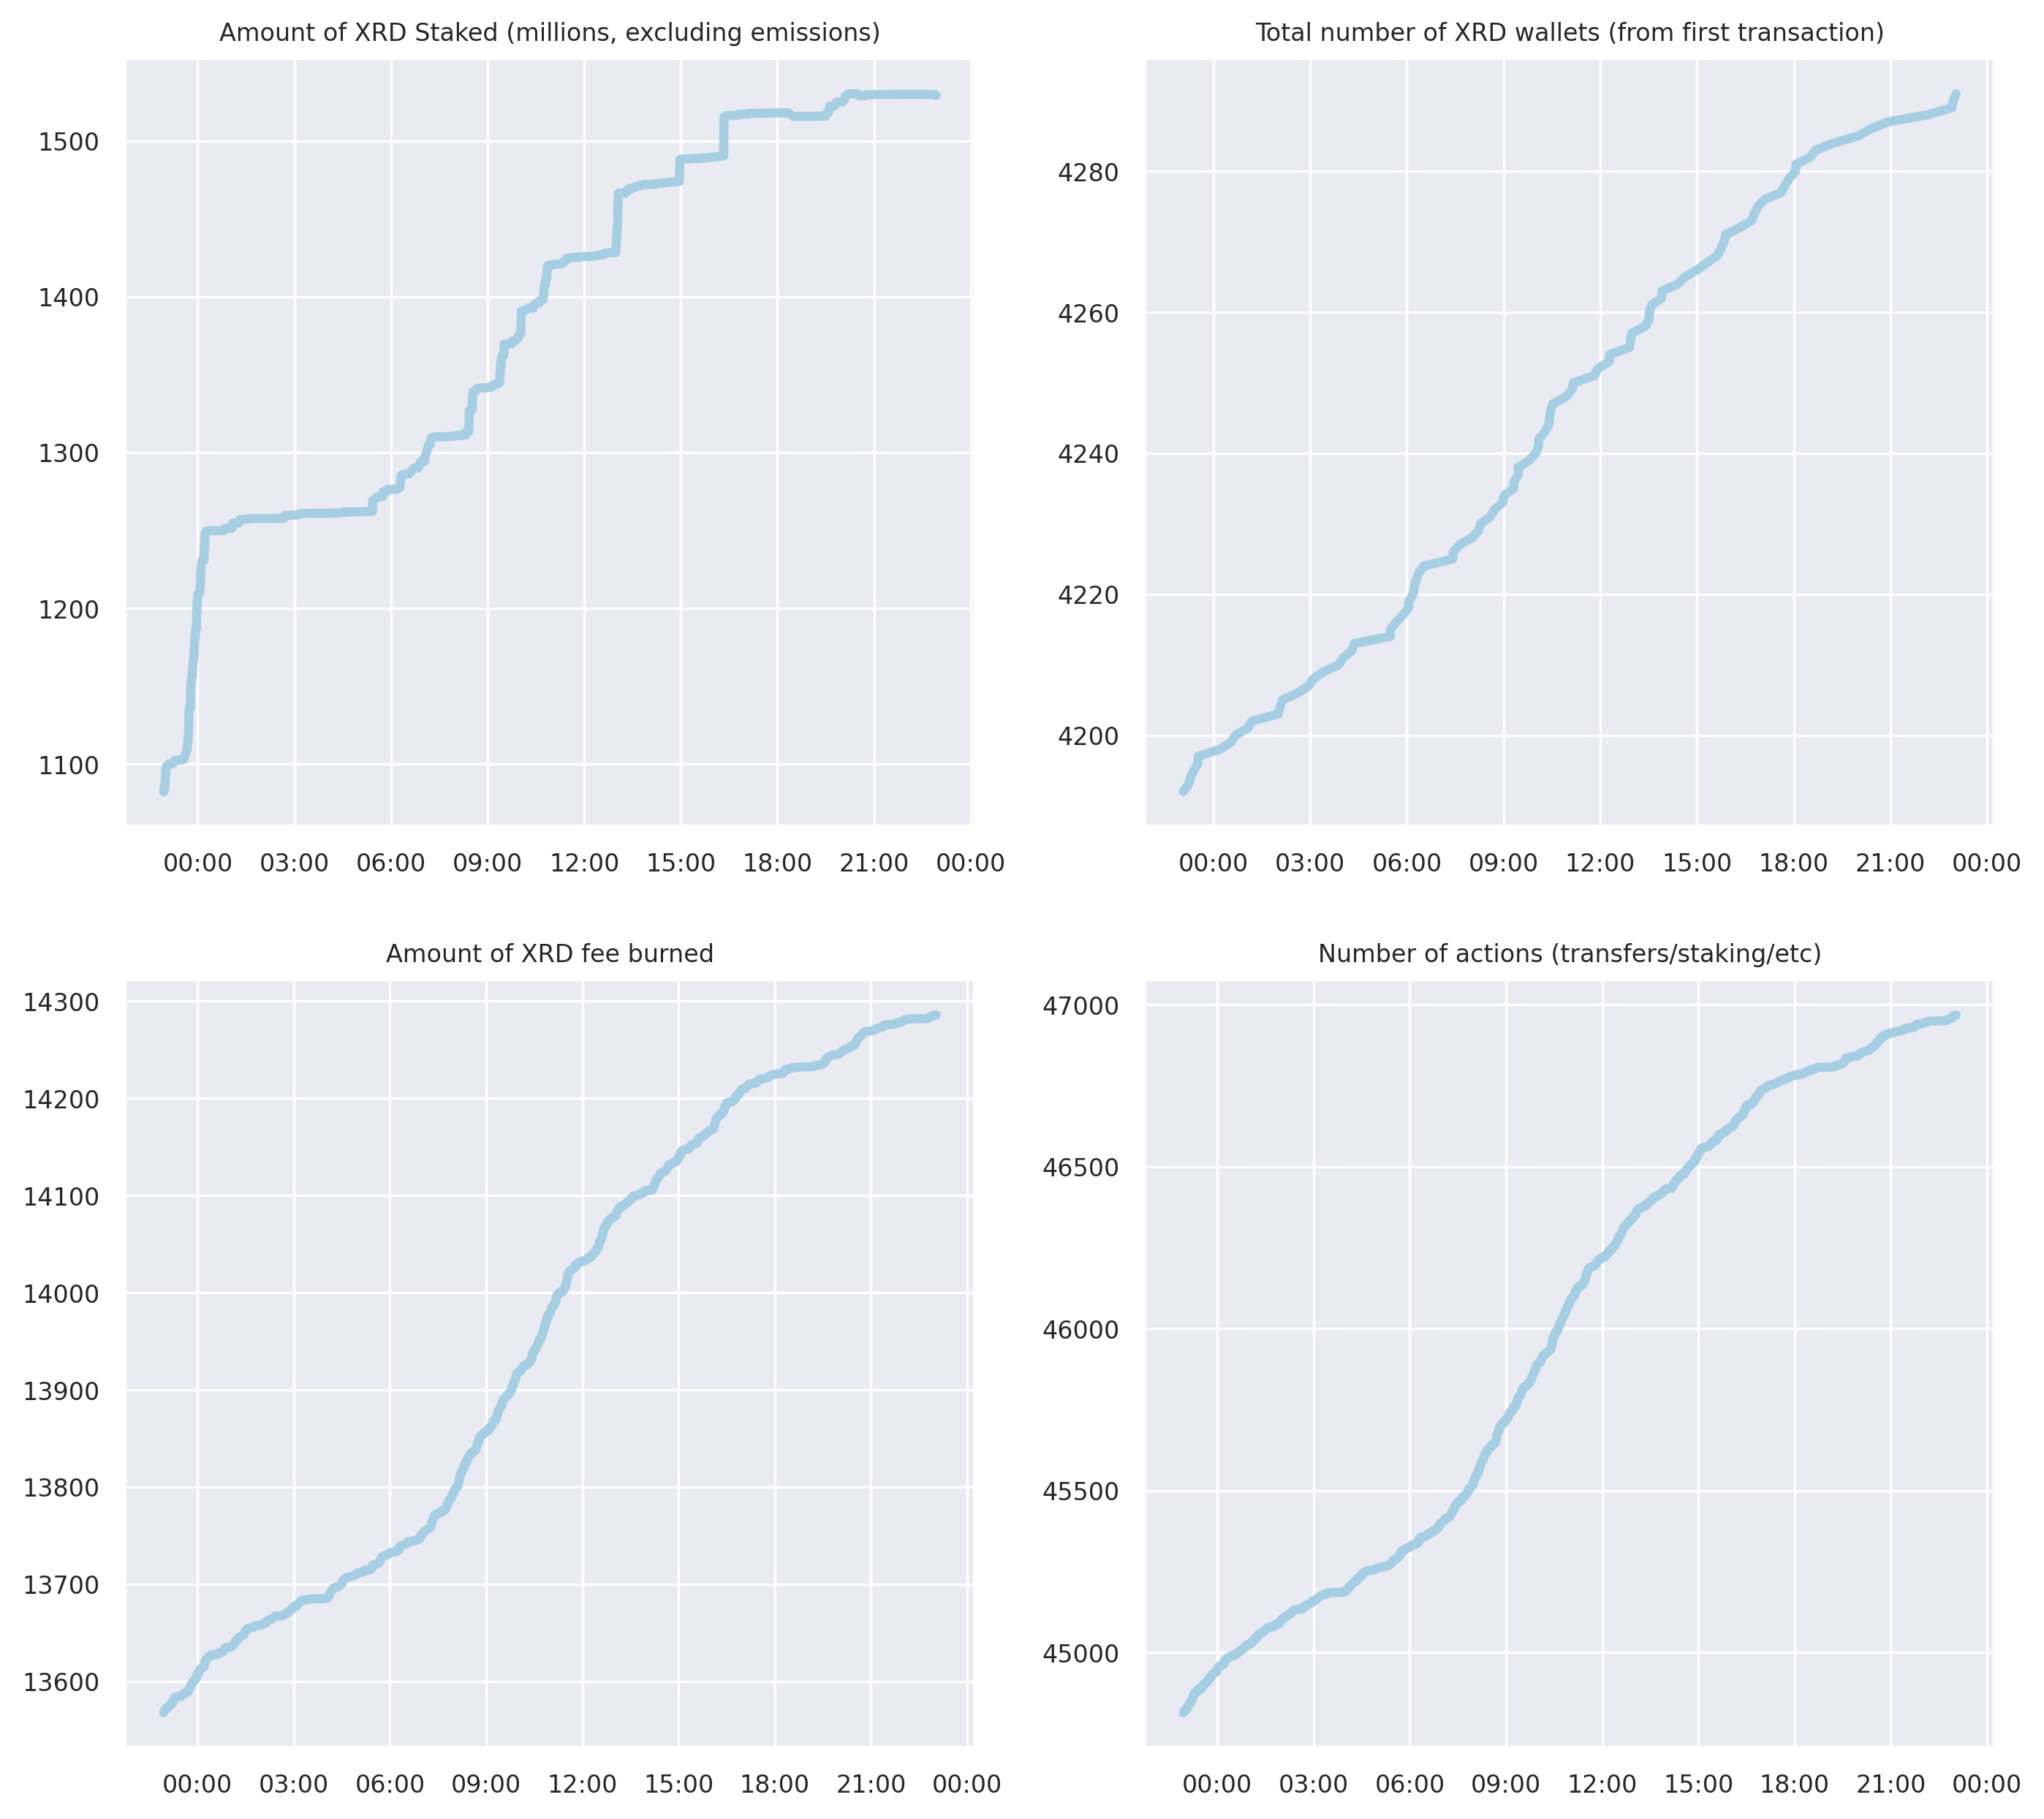 Amount of XRD Staked (millions, excluding emissions)
1500
1400
1300
1200
1100
00:00 03:00 06:00 09:00 12:00 15:00 18:00 21:00 00:00
Total number of XRD wallets (from first transaction)
4280
4260
4240
4220
4200
00:00 03:00 06:00 09:00 12:00 15:00 18:00 21:00 00:00
Amount of XRD fee burned
14300
14200
14100
14000
13900
13800
13700
13600
00:00 03:00 06:00 09:00 12:00 15:00 18:00 21:00 00:00
Number of actions (transfers/staking/etc)
47000
46500
46000
45500
45000
00:00 03:00 06:00 09:00 12:00 15:00 18:00 21:00 00:00